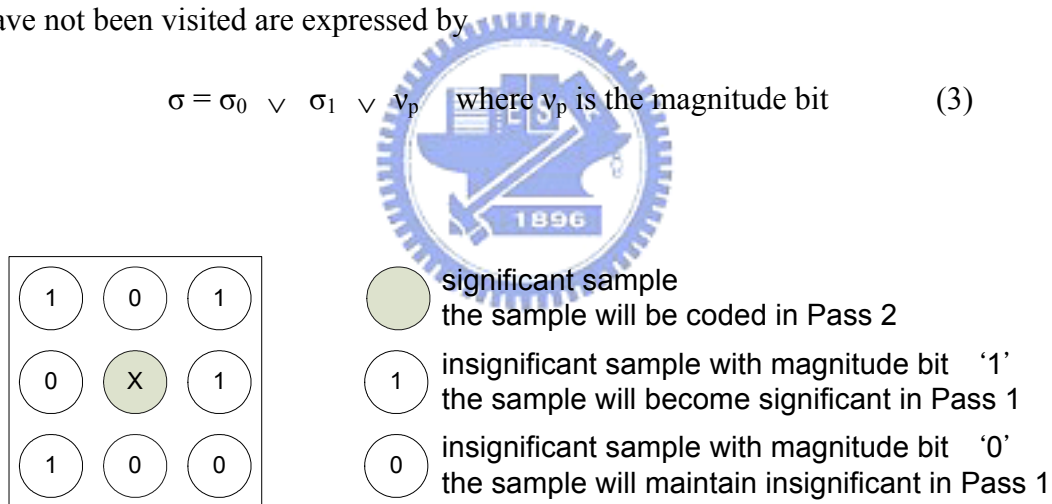 ave not been visited are expressed by
σ = σ₀ ∨ σ₁ ∨ νₚ where νₚ is the magnitude bit (3)
1896
1 0 1
0 X 1
1 0 0
significant sample
the sample will be coded in Pass 2
1 insignificant sample with magnitude bit ‘1’
the sample will become significant in Pass 1
0 insignificant sample with magnitude bit ‘0’
the sample will maintain insignificant in Pass 1